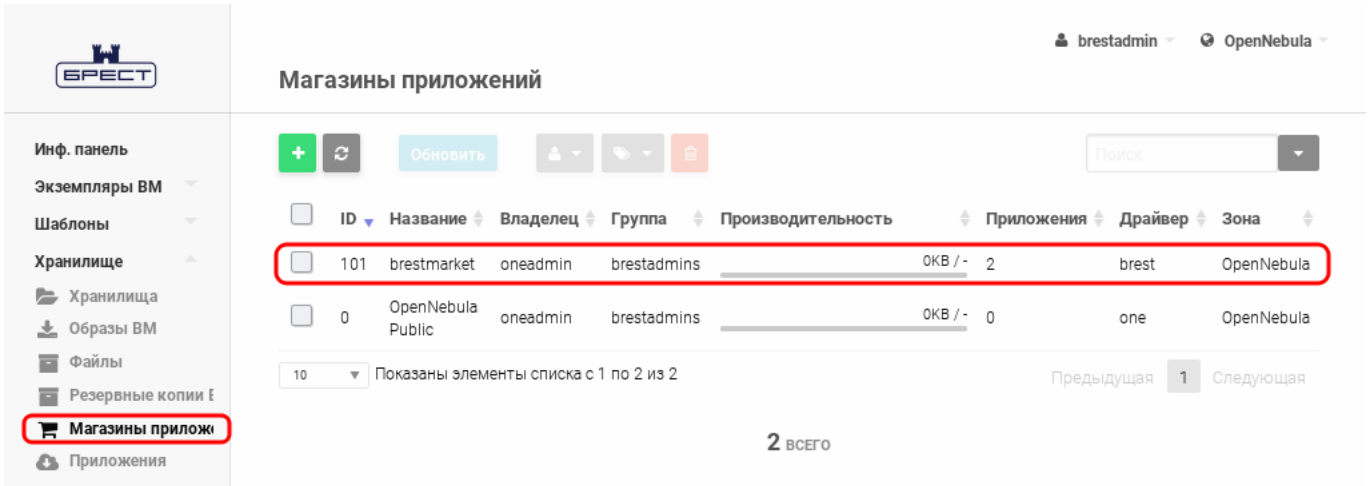 brestadmin OpenNebula
БРЕСТ
Магазины приложений
Инф. панель
Экземпляры ВМ
Шаблоны
Хранилище
Хранилища
Образы ВМ
Файлы
Резервные копии В
Магазины прилож
Приложения
Обновить
Поиск
ID Название Владелец Группа Производительность Приложения Драйвер Зона
101 brestmarket oneadmin brestadmins 0KB / - 2 brest OpenNebula
0 OpenNebula Public oneadmin brestadmins 0KB / - 0 one OpenNebula
10 Показаны элементы списка с 1 по 2 из 2
Предыдущая 1 Следующая
2 ВСЕГО